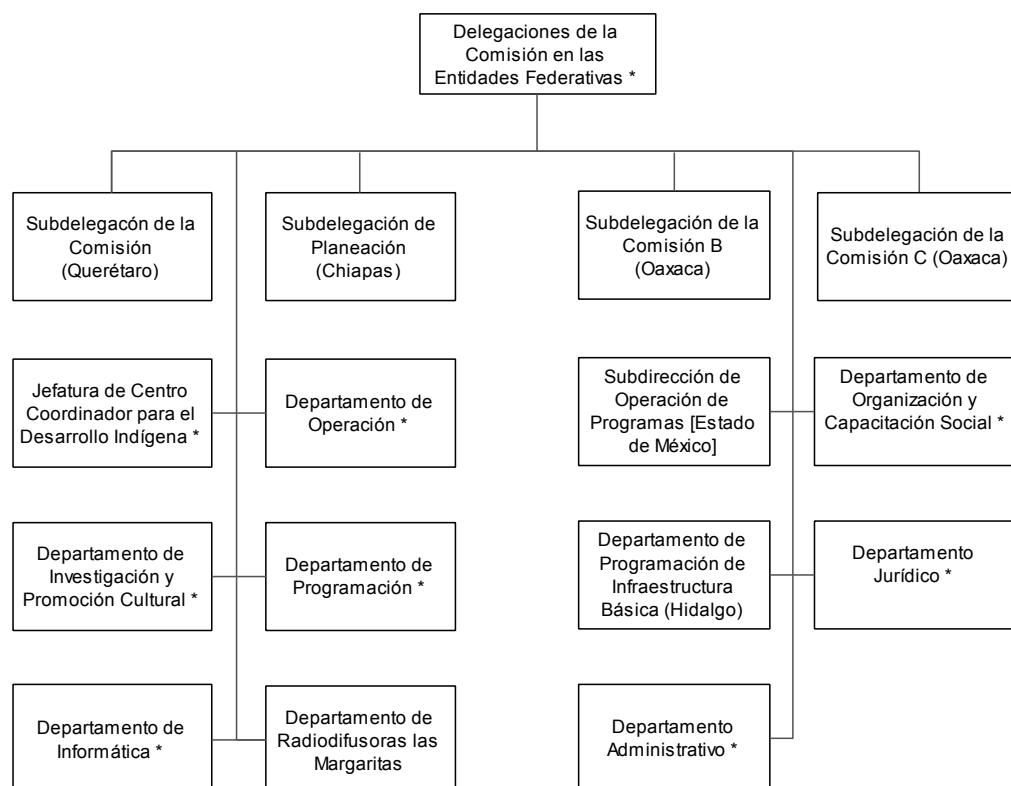 Delegaciones de la
Comisión en las
Entidades Federativas *
Subdelegacón de la
Comisión
(Querétaro)
Subdelegación de
Planeación
(Chiapas)
Subdelegación de
la Comisión B
(Oaxaca)
Subdelegación de la
Comisión C (Oaxaca)
Jefatura de Centro
Coordinador para el
Desarrollo Indígena *
Departamento de
Operación *
Subdirección de
Operación de
Programas [Estado
de México]
Departamento de
Organización y
Capacitación Social *
Departamento de
Investigación y
Promoción Cultural *
Departamento de
Programación *
Departamento de
Programación de
Infraestructura
Básica (Hidalgo)
Departamento
Jurídico *
Departamento de
Informática *
Departamento de
Radiodifusoras las
Margaritas
Departamento
Administrativo *